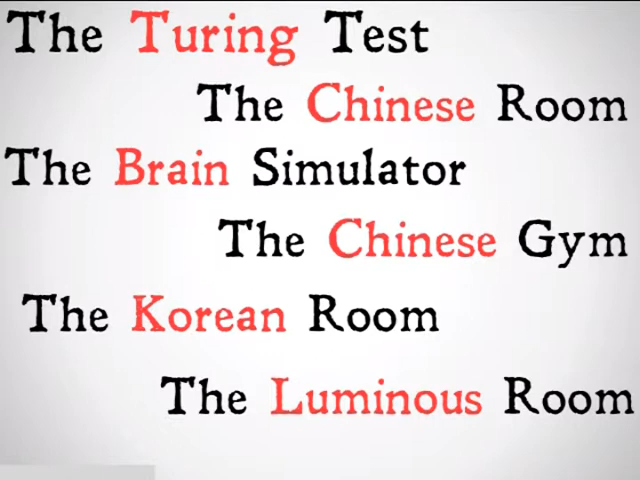 The Turing Test
The Chinese Room
The Brain Simulator
The Chinese Gym
The Korean Room
The Luminous Room